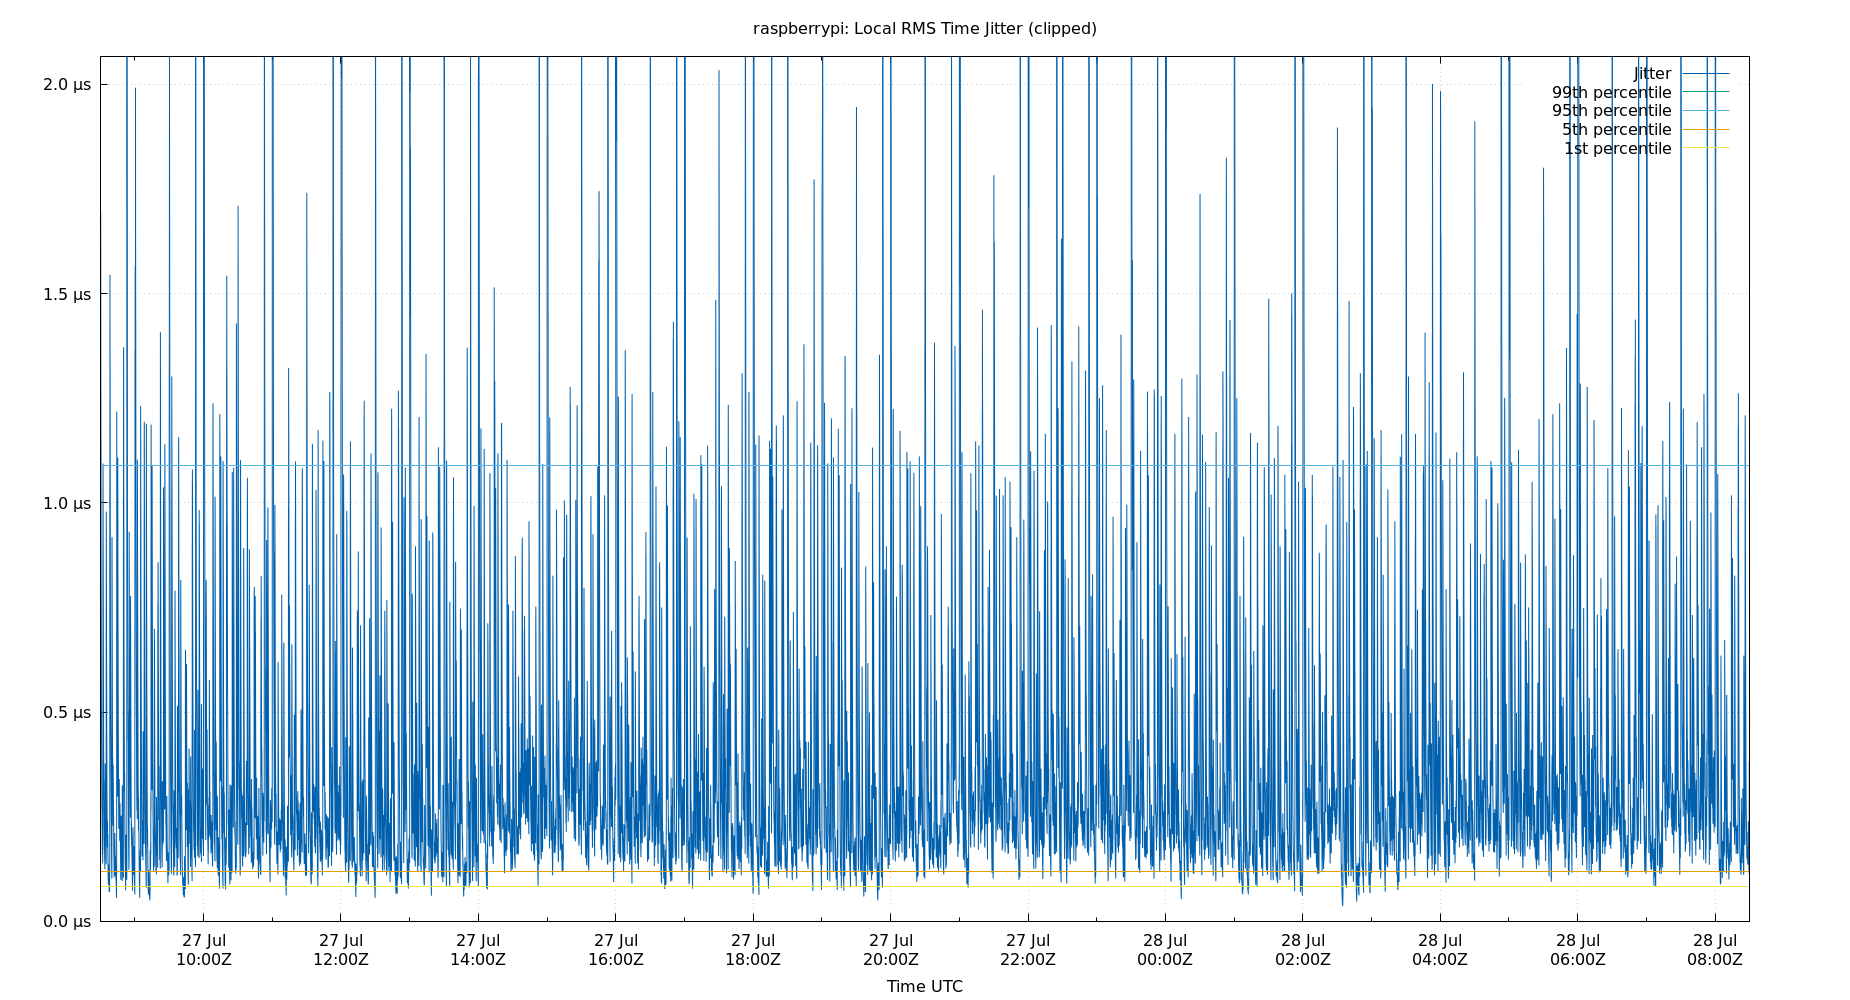 raspberrypi: Local RMS Time Jitter (clipped)
2.0 μs
1.5 μs
1.0 μs
0.5 μs
0.0 μs
Jitter
99th percentile
95th percentile
5th percentile
1st percentile
27 Jul 27 Jul 27 Jul 27 Jul 27 Jul 27 Jul 27 Jul 28 Jul 28 Jul 28 Jul 28 Jul 28 Jul
10:00Z 12:00Z 14:00Z 16:00Z 18:00Z 20:00Z 22:00Z 00:00Z 02:00Z 04:00Z 06:00Z 08:00Z
Time UTC